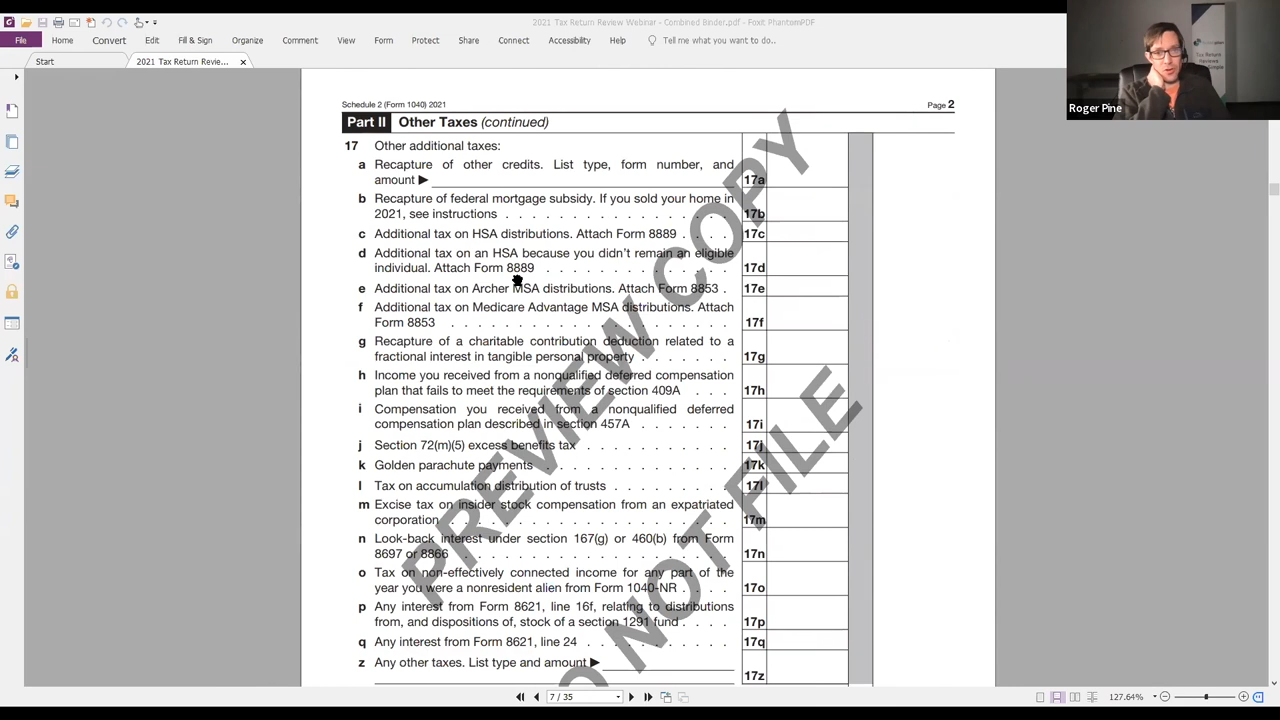 2021 Tax Return Review Webinar - Combined Binder.pdf - Foxit PhantomPDF
File Home Convert Edit Fill & Sign Organize Comment View Form Protect Share Connect Accessibility Help Tell me what you want to do..
Start 2021 Tax Return Revie...
Tax Return
Roger Pine
Schedule 2 (Form 1040) 2021 Page 2
Part II Other Taxes (continued)
17 Other additional taxes:
a Recapture of other credits. List type, form number, and
amount ▶ 17a
b Recapture of federal mortgage subsidy. If you sold your home in
2021, see instructions . . . . . . . . . . . . . . . 17b
c Additional tax on HSA distributions. Attach Form 8889 . . . . 17c
d Additional tax on an HSA because you didn't remain an eligible
individual. Attach Form 8889 . . . . . . . . . . . . 17d
e Additional tax on Archer MSA distributions. Attach Form 8853 . 17e
f Additional tax on Medicare Advantage MSA distributions. Attach
Form 8853 . . . . . . . . . . . . . . . . . . 17f
g Recapture of a charitable contribution deduction related to a
fractional interest in tangible personal property . . . . . . 17g
h Income you received from a nonqualified deferred compensation
plan that fails to meet the requirements of section 409A . . . 17h
i Compensation you received from a nonqualified deferred
compensation plan described in section 457A . . . . . . . 17i
j Section 72(m)(5) excess benefits tax . . . . . . . . . . 17j
k Golden parachute payments . . . . . . . . . . . . 17k
l Tax on accumulation distribution of trusts . . . . . . . . 17l
m Excise tax on insider stock compensation from an expatriated
corporation . . . . . . . . . . . . . . . . . . 17m
n Look-back interest under section 167(g) or 460(b) from Form
8697 or 8866 . . . . . . . . . . . . . . . . . 17n
o Tax on non-effectively connected income for any part of the
year you were a nonresident alien from Form 1040-NR . . . . 17o
p Any interest from Form 8621, line 16f, relating to distributions
from, and dispositions of, stock of a section 1291 fund . . . . 17p
q Any interest from Form 8621, line 24 . . . . . . . . . . 17q
z Any other taxes. List type and amount ▶
17z
PREVIEW COPY
DO NOT FILE
7 / 35 127.64%